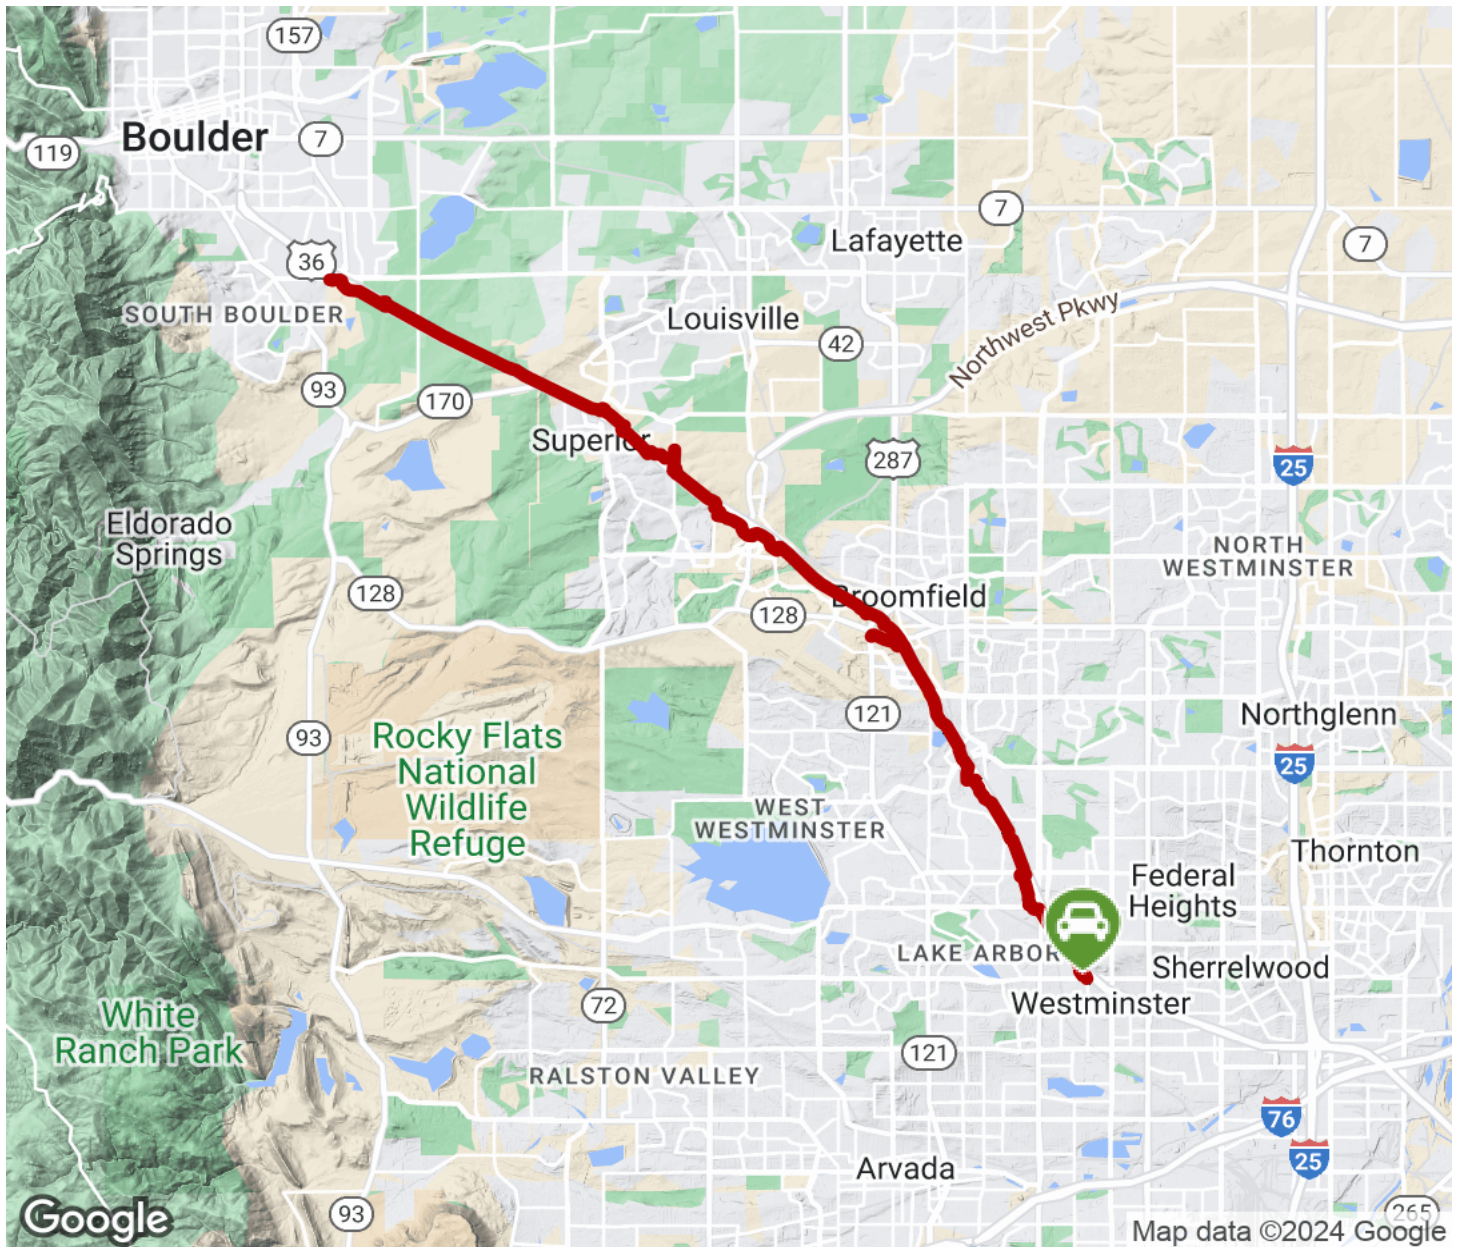 157
Boulder
7
119
7
Lafayette
7
36
SOUTH BOULDER
Louisville
42
Northwest Pkwy
93
170
Superior
287
25
Eldorado
Springs
NORTH
WESTMINSTER
128
Broomfield
128
121
Northglenn
93
Rocky Flats
National
Wildlife
Refuge
25
WEST
WESTMINSTER
Thornton
Federal
Heights
LAKE ARBOR
Sherrelwood
72
Westminster
White
Ranch Park
121
RALSTON VALLEY
76
25
Arvada
93
265
Google
Map data ©2024 Google